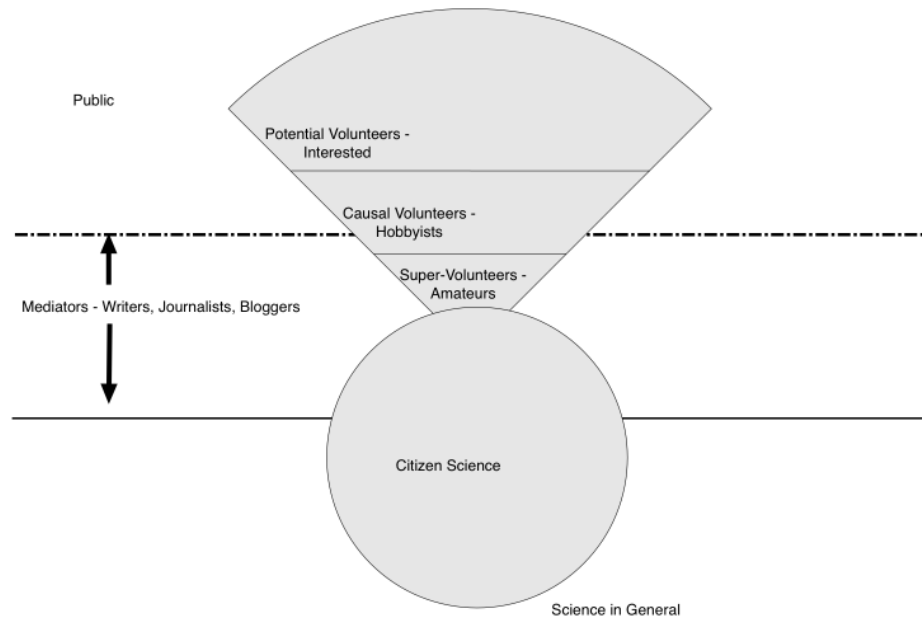 Public
Potential Volunteers -
Interested
Causal Volunteers -
Hobbyists
Super-Volunteers -
Amateurs
Mediators - Writers, Journalists, Bloggers
Citizen Science
Science in General